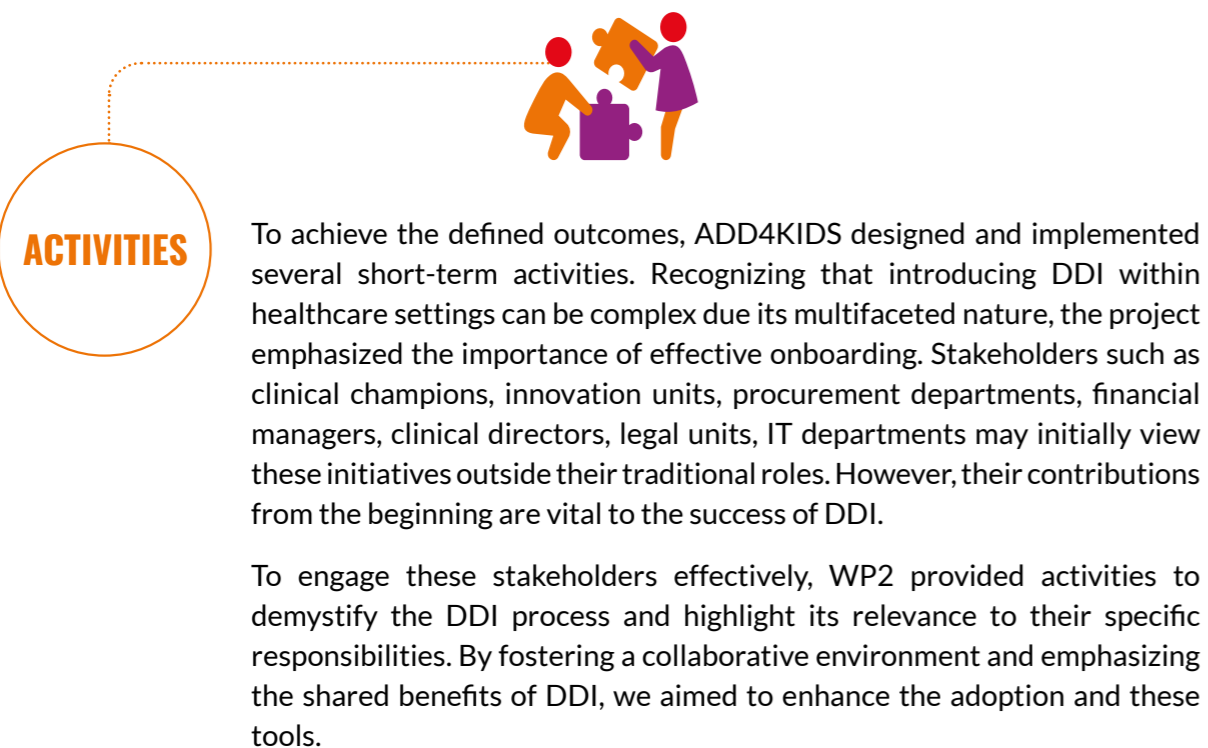 ACTIVITIES
To achieve the defined outcomes, ADD4KIDS designed and implemented
several short-term activities. Recognizing that introducing DDI within
healthcare settings can be complex due its multifaceted nature, the project
emphasized the importance of effective onboarding. Stakeholders such as
clinical champions, innovation units, procurement departments, financial
managers, clinical directors, legal units, IT departments may initially view
these initiatives outside their traditional roles. However, their contributions
from the beginning are vital to the success of DDI.
To engage these stakeholders effectively, WP2 provided activities to
demystify the DDI process and highlight its relevance to their specific
responsibilities. By fostering a collaborative environment and emphasizing
the shared benefits of DDI, we aimed to enhance the adoption and these
tools.